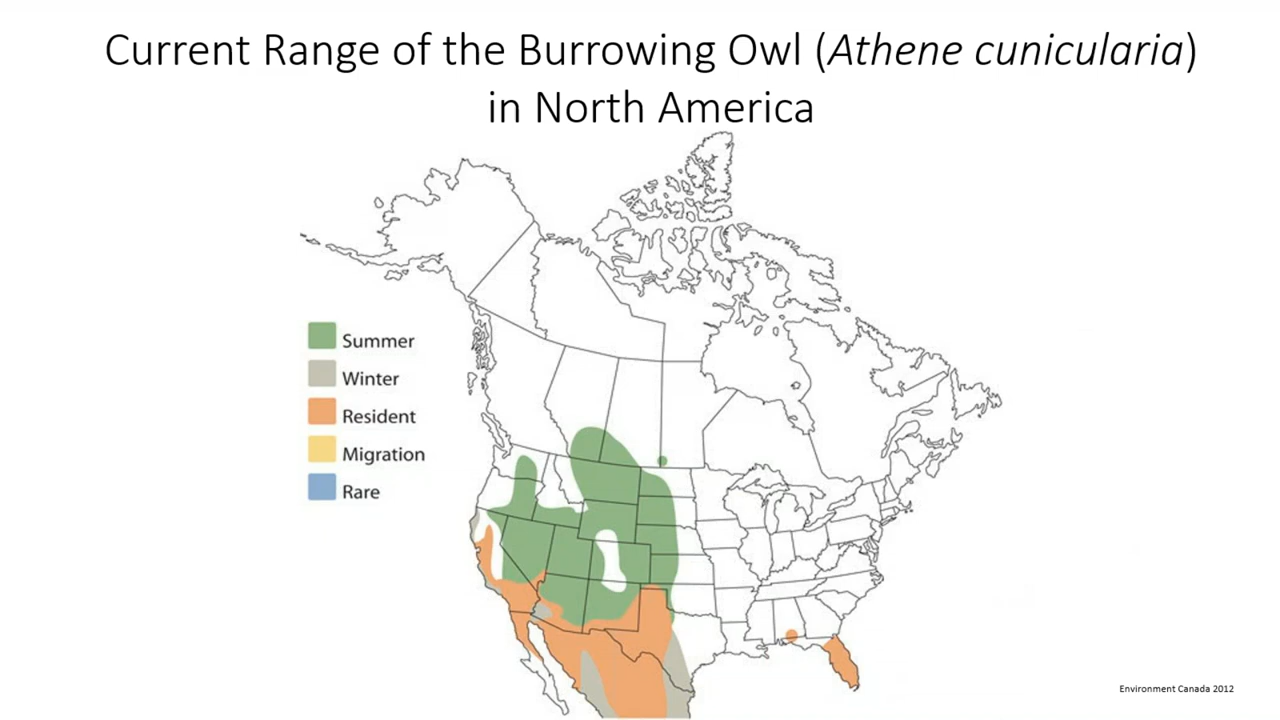 Current Range of the Burrowing Owl (Athene cunicularia)
in North America
Summer
Winter
Resident
Migration
Rare
Environment Canada 2012